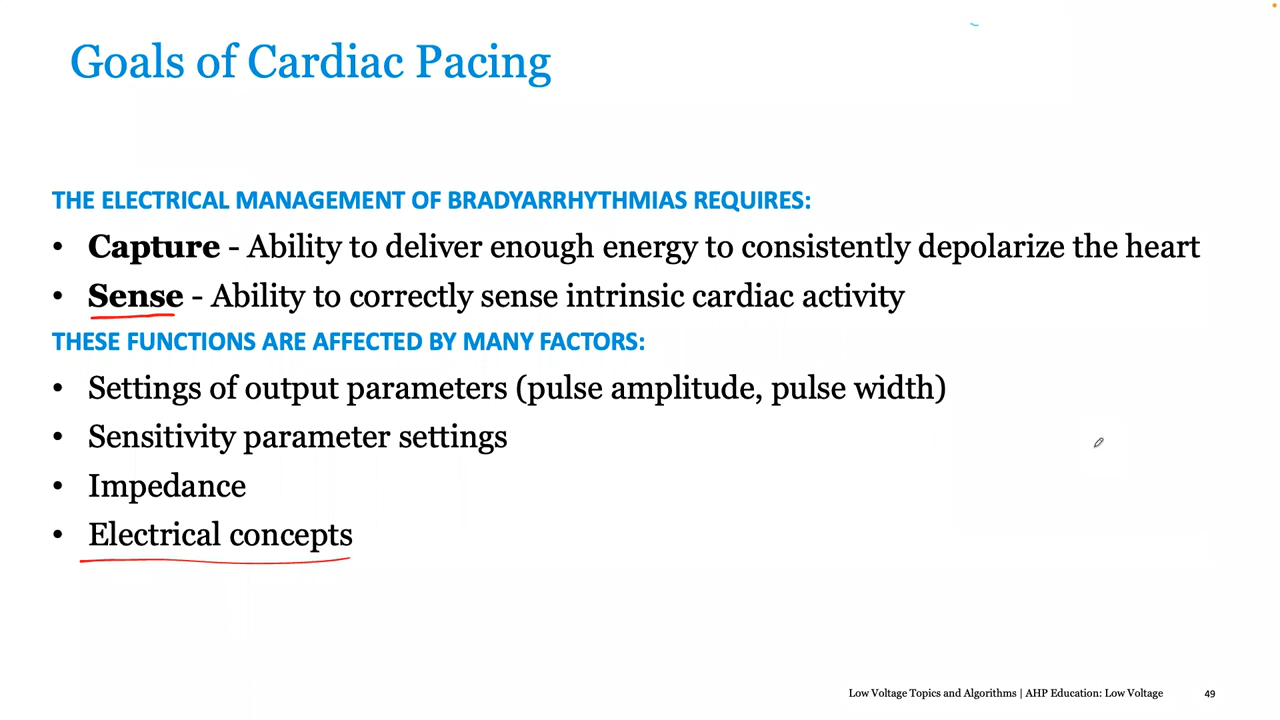 Goals of Cardiac Pacing
THE ELECTRICAL MANAGEMENT OF BRADYARRHYTHMIAS REQUIRES:
• Capture - Ability to deliver enough energy to consistently depolarize the heart
• Sense - Ability to correctly sense intrinsic cardiac activity
THESE FUNCTIONS ARE AFFECTED BY MANY FACTORS:
• Settings of output parameters (pulse amplitude, pulse width)
• Sensitivity parameter settings
• Impedance
• Electrical concepts
Low Voltage Topics and Algorithms | AHP Education: Low Voltage 49